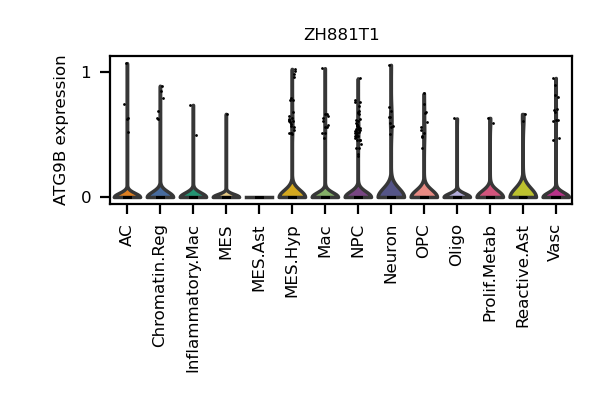 ZH881T1
ATG9B expression
1
0
AC
Chromatin.Reg
Inflammatory.Mac
MES
MES.Ast
MES.Hyp
Mac
NPC
Neuron
OPC
Oligo
Prolif.Metab
Reactive.Ast
Vasc